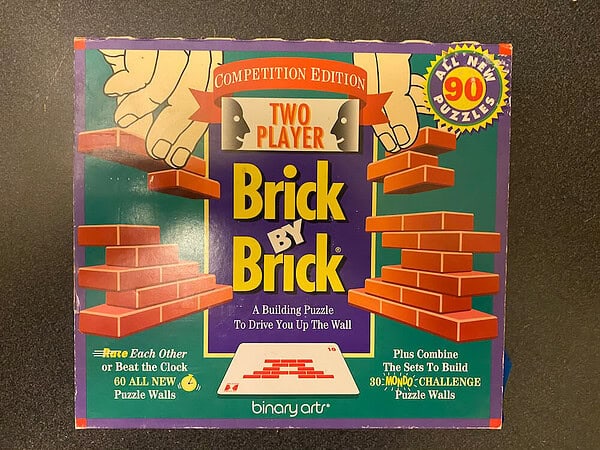 COMPETITION EDITION
TWO
PLAYER
ALL NEW
90
PUZZLES
Brick
BY
Brick®
A Building Puzzle
To Drive You Up The Wall
Race Each Other
or Beat the Clock
60 ALL NEW
Puzzle Walls
10
binary arts®
Plus Combine
The Sets To Build
30 MONDO CHALLENGE
Puzzle Walls